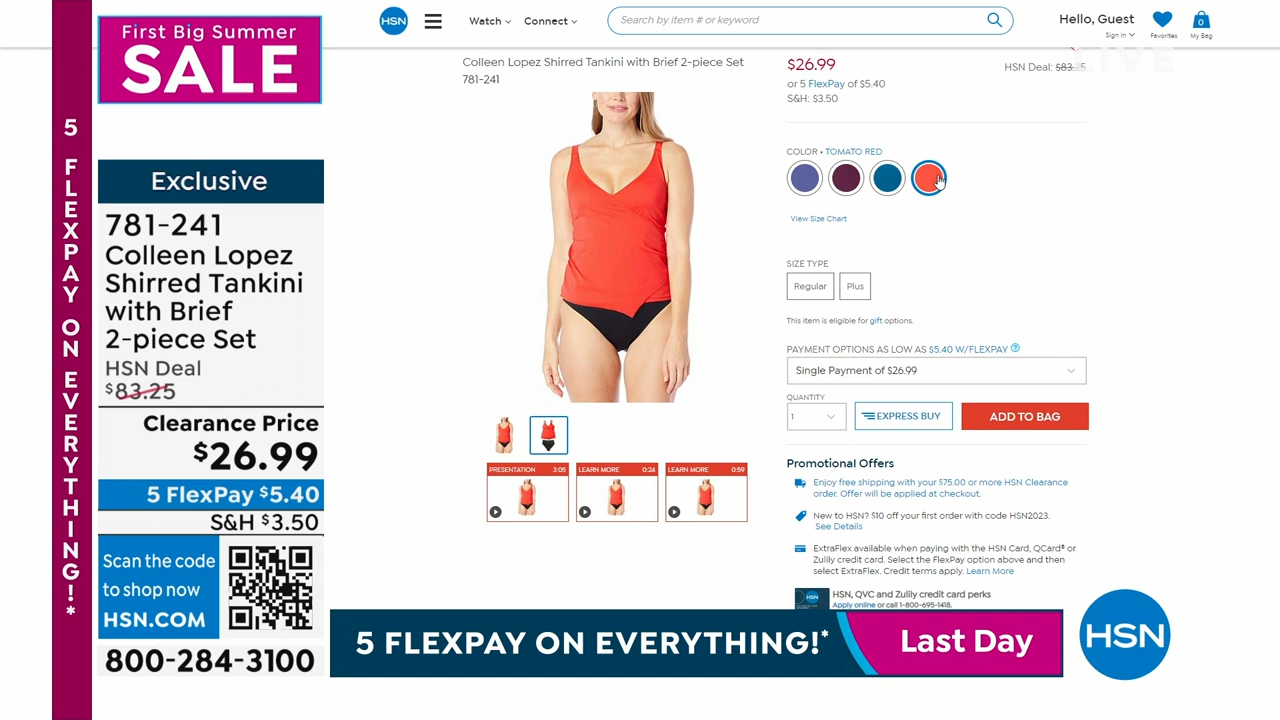 First Big Summer
SALE
5 FLEXPAY ON EVERYTHING!*
Exclusive
781-241
Colleen Lopez
Shirred Tankini
with Brief
2-piece Set
HSN Deal
$83.25
Clearance Price
$26.99
5 FlexPay $5.40
S&H $3.50
Scan the code
to shop now
HSN.COM
800-284-3100
HSN
Watch
Connect
Search by item # or keyword
Hello, Guest
Sign In
Favorites
0
My Bag
LIVE
Colleen Lopez Shirred Tankini with Brief 2-piece Set
781-241
$26.99
HSN Deal: $83.25
or 5 FlexPay of $5.40
S&H: $3.50
COLOR • TOMATO RED
View Size Chart
SIZE TYPE
Regular
Plus
This item is eligible for gift options.
PAYMENT OPTIONS AS LOW AS $5.40 W/FLEXPAY ?
Single Payment of $26.99
QUANTITY
1
EXPRESS BUY
ADD TO BAG
PRESENTATION 3:05
LEARN MORE 0:24
LEARN MORE 0:59
Promotional Offers
Enjoy free shipping with your $75.00 or more HSN Clearance
order. Offer will be applied at checkout.
New to HSN? $10 off your first order with code HSN2023.
See Details
ExtraFlex available when paying with the HSN Card, QCard® or
Zulily credit card. Select the FlexPay option above and then
select ExtraFlex. Credit terms apply. Learn More
HSN
HSN, QVC and Zulily credit card perks
Apply online or call 1-800-695-1418.
5 FLEXPAY ON EVERYTHING!*
Last Day
HSN